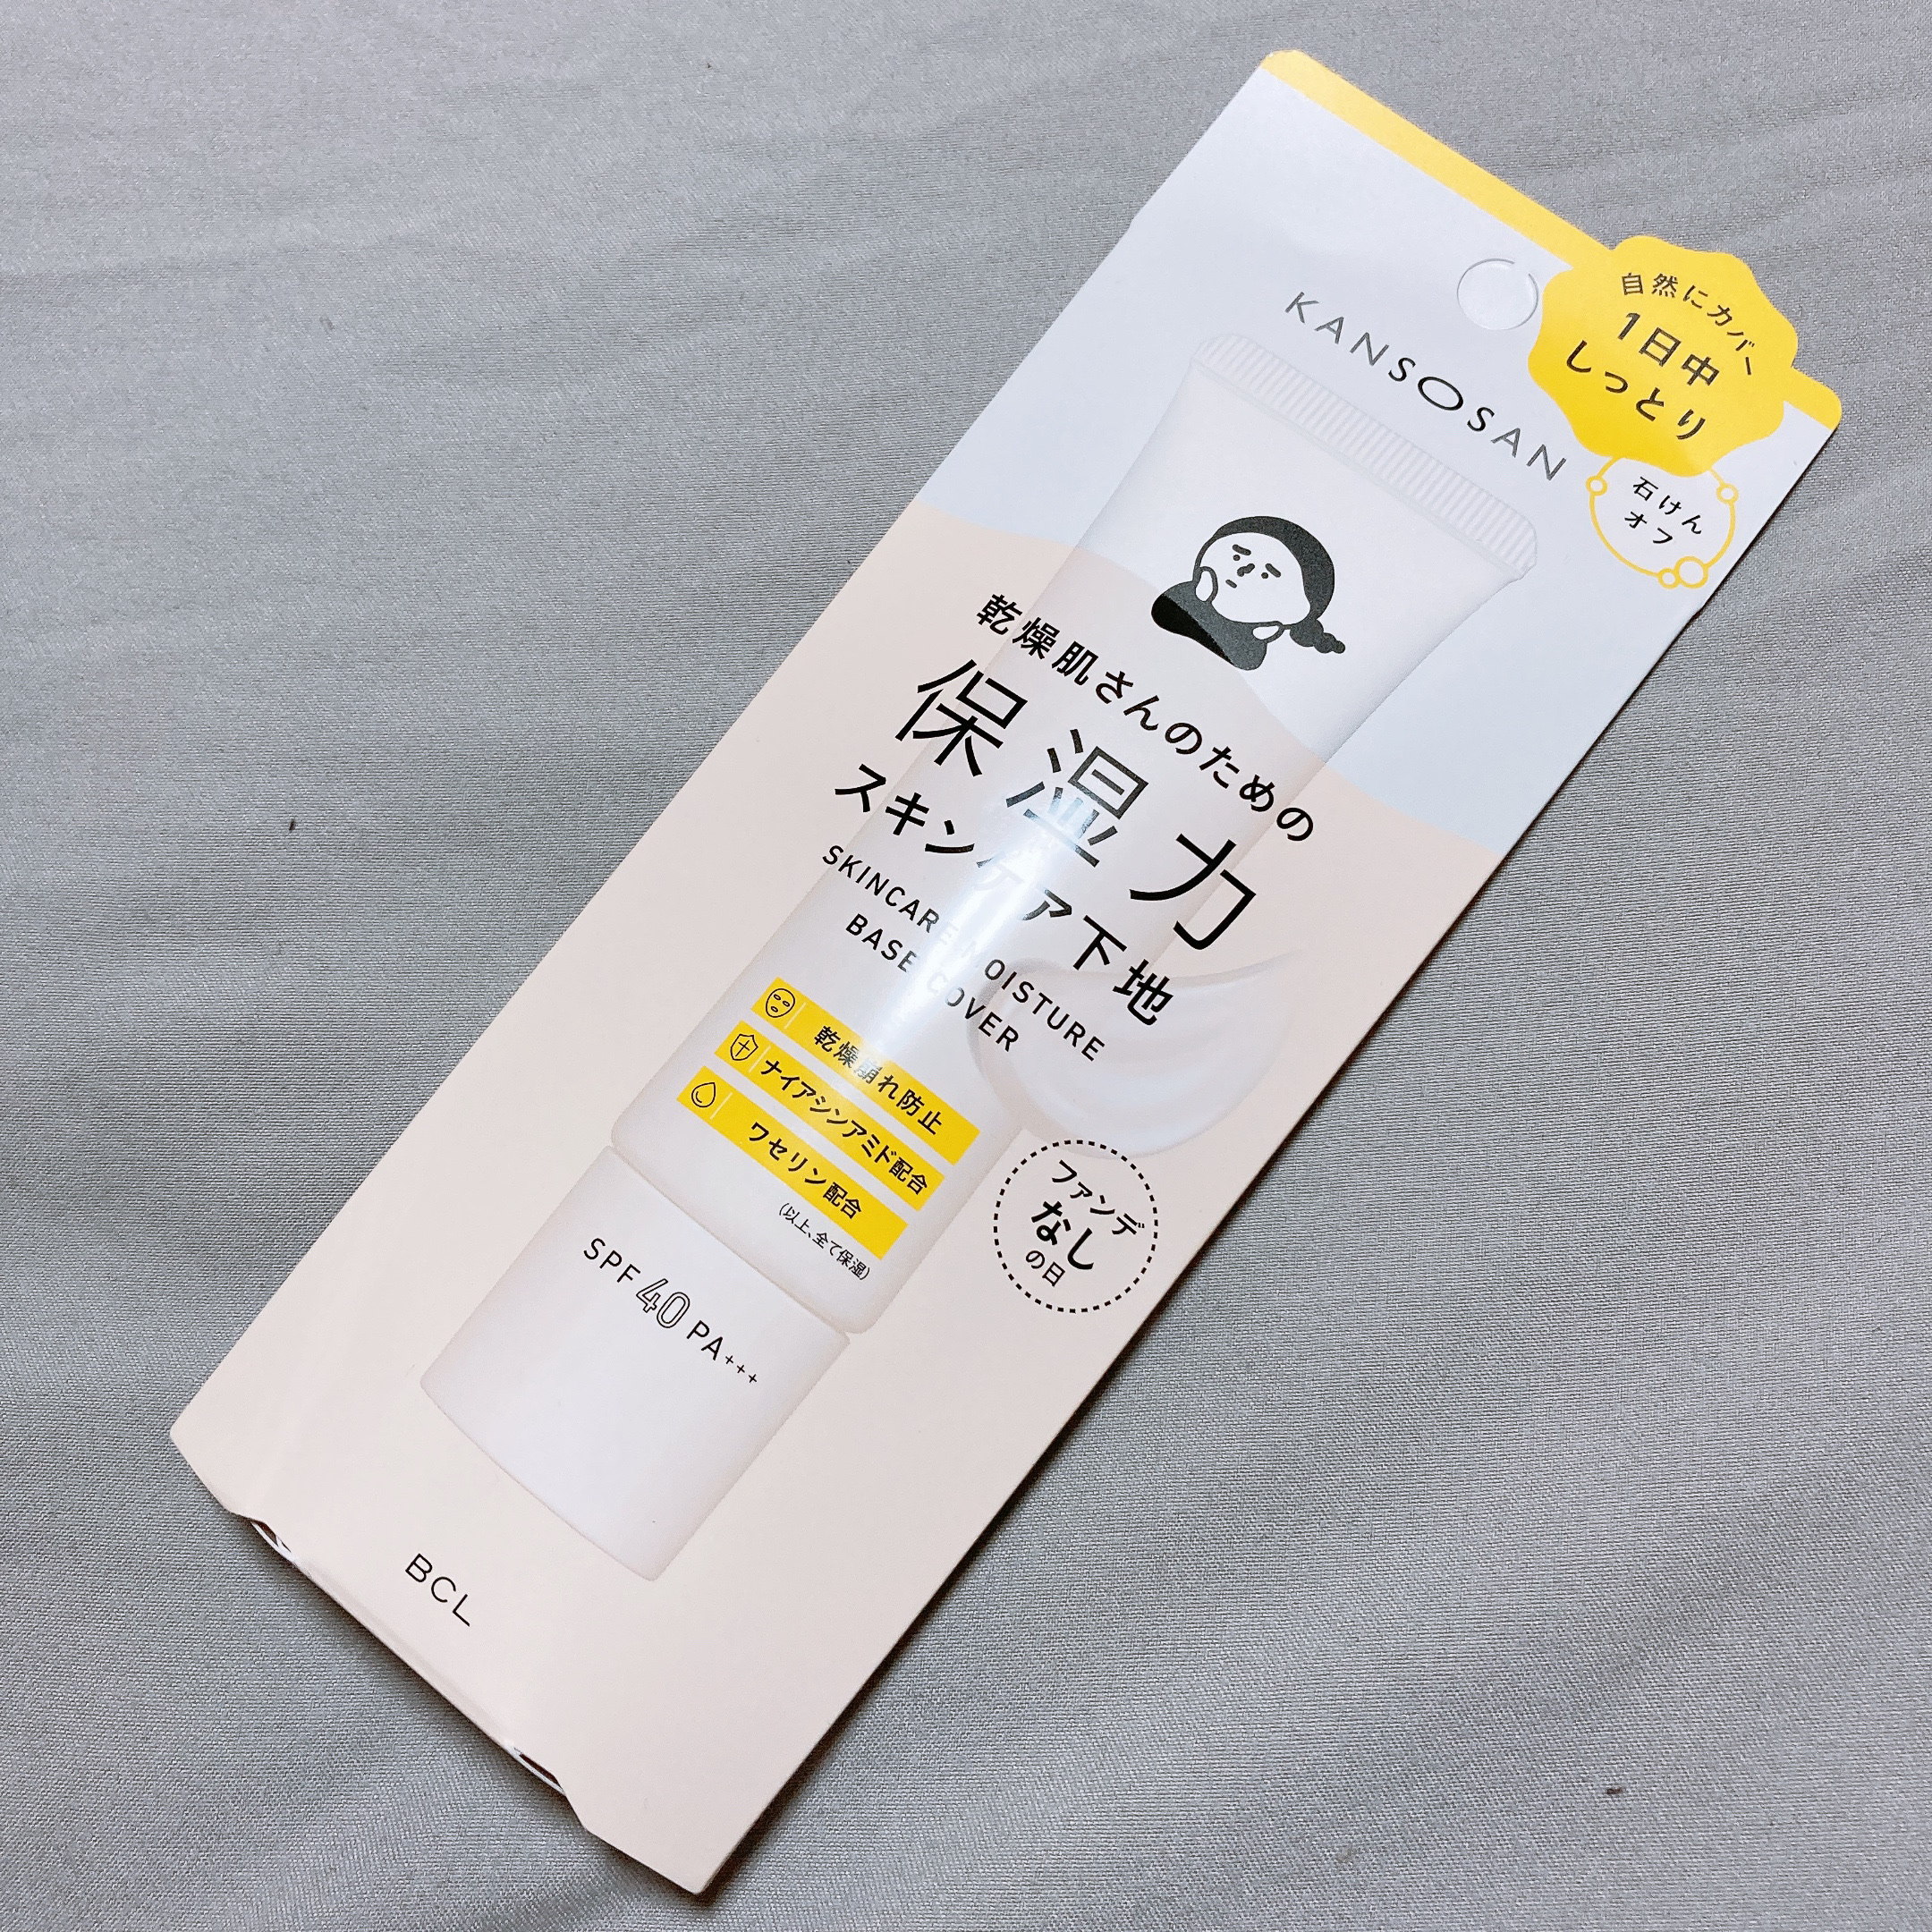 自然にカバー
1日中
しっとり
KANSOSAN
石けん
オフ
乾燥肌さんのための
保湿力
スキンケア下地
SKINCARE MOISTURE
BASE COVER
乾燥崩れ防止
ナイアシンアミド配合
ワセリン配合
(以上、全て保湿)
ファンデ
なし
の日
SPF 40 PA+++
BCL